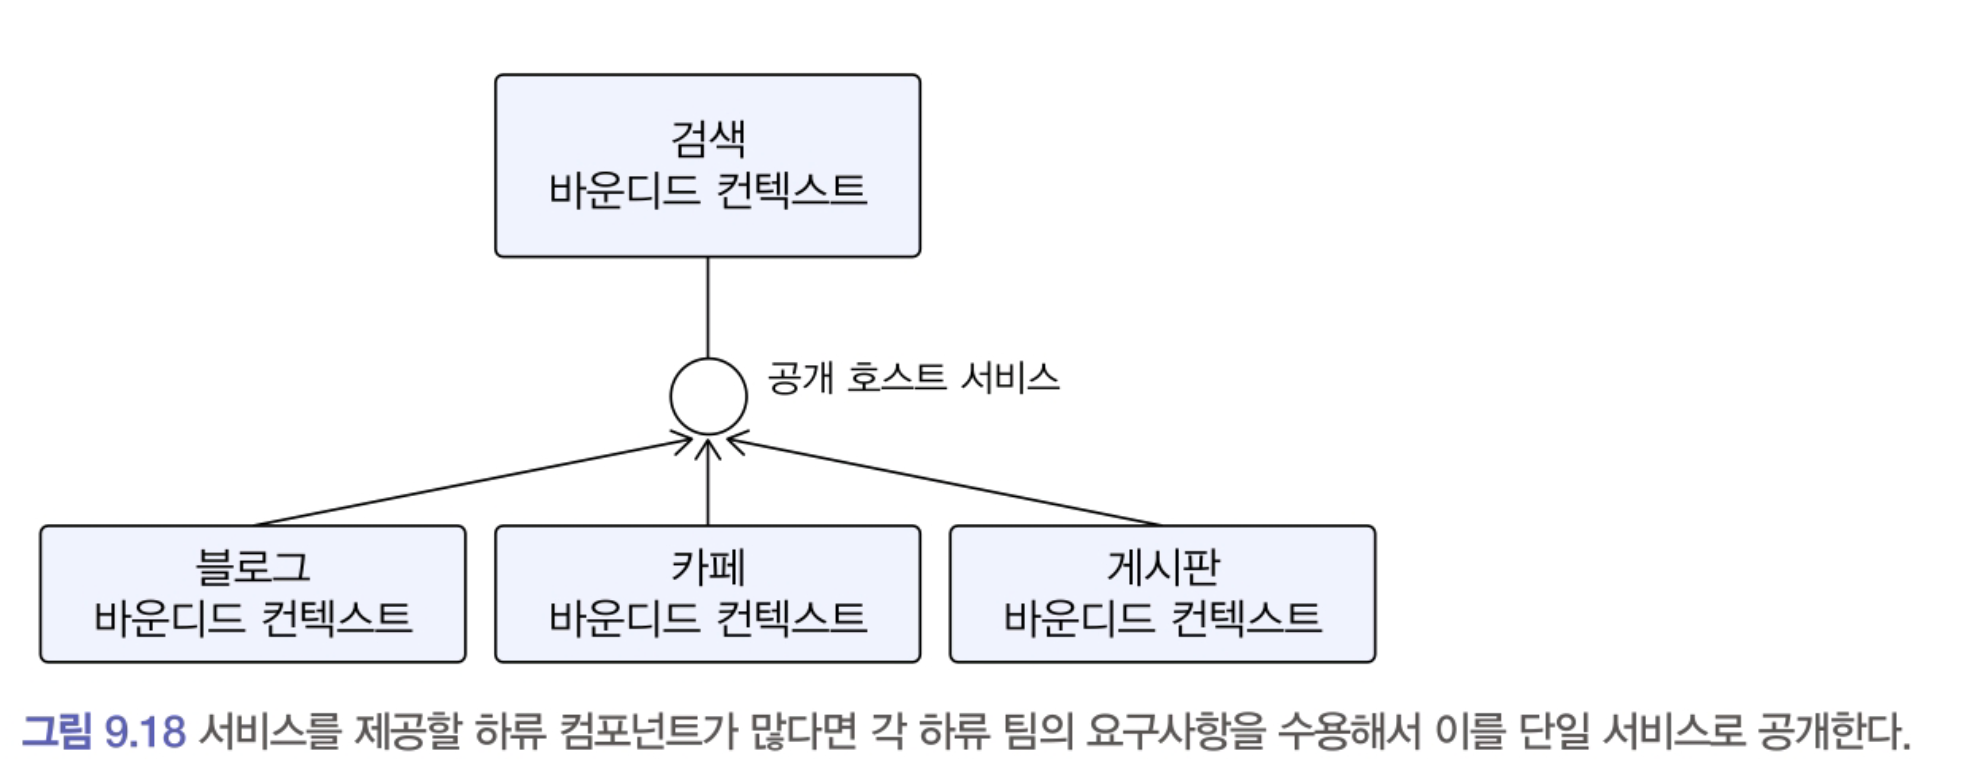 검색
바운디드 컨텍스트
공개 호스트 서비스
블로그
바운디드 컨텍스트
카페
바운디드 컨텍스트
게시판
바운디드 컨텍스트
그림 9.18 서비스를 제공할 하류 컴포넌트가 많다면 각 하류 팀의 요구사항을 수용해서 이를 단일 서비스로 공개한다.